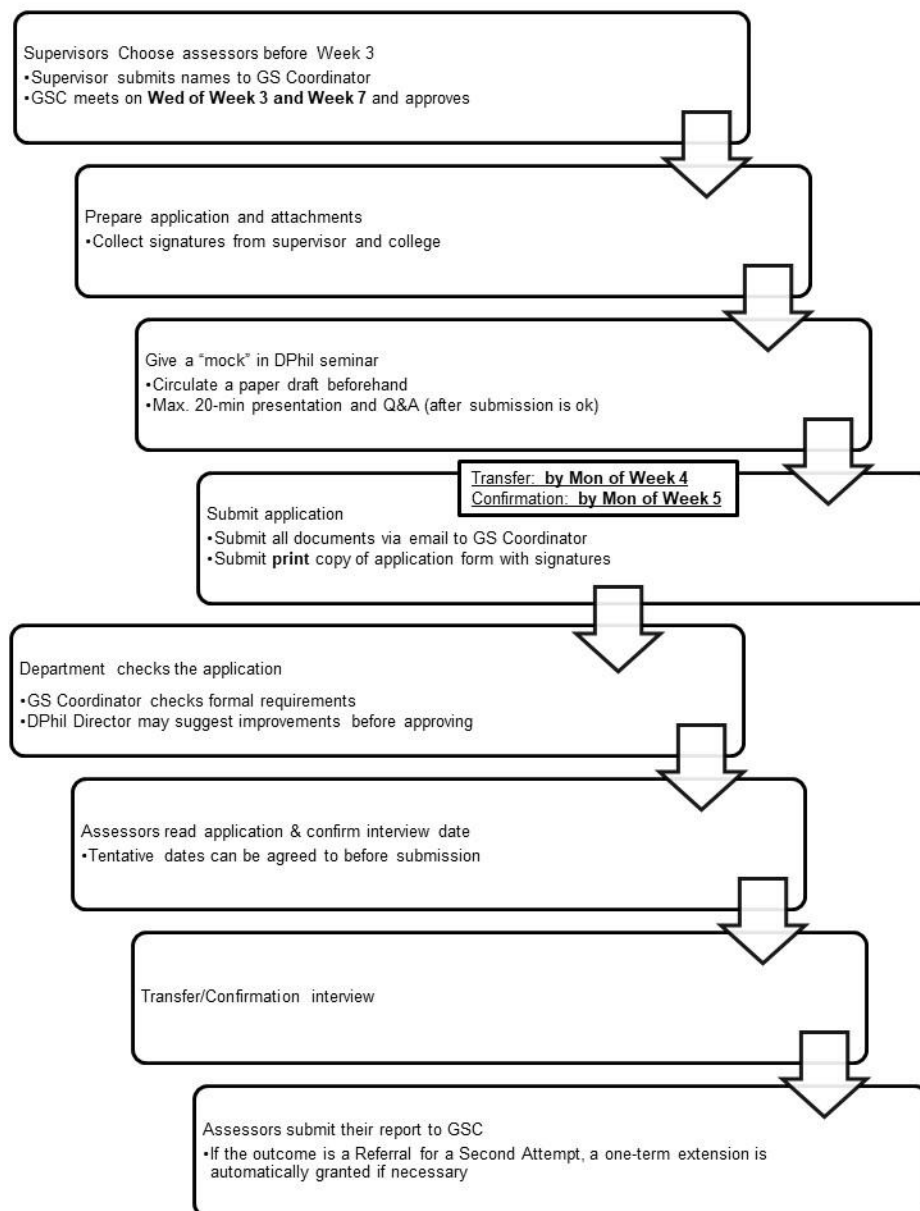 Supervisors Choose assessors before Week 3
•Supervisor submits names to GS Coordinator
•GSC meets on Wed of Week 3 and Week 7 and approves
Prepare application and attachments
•Collect signatures from supervisor and college
Give a “mock” in DPhil seminar
•Circulate a paper draft beforehand
•Max. 20-min presentation and Q&A (after submission is ok)
Transfer: by Mon of Week 4
Confirmation: by Mon of Week 5
Submit application
•Submit all documents via email to GS Coordinator
•Submit print copy of application form with signatures
Department checks the application
•GS Coordinator checks formal requirements
•DPhil Director may suggest improvements before approving
Assessors read application & confirm interview date
•Tentative dates can be agreed to before submission
Transfer/Confirmation interview
Assessors submit their report to GSC
•If the outcome is a Referral for a Second Attempt, a one-term extension is
automatically granted if necessary